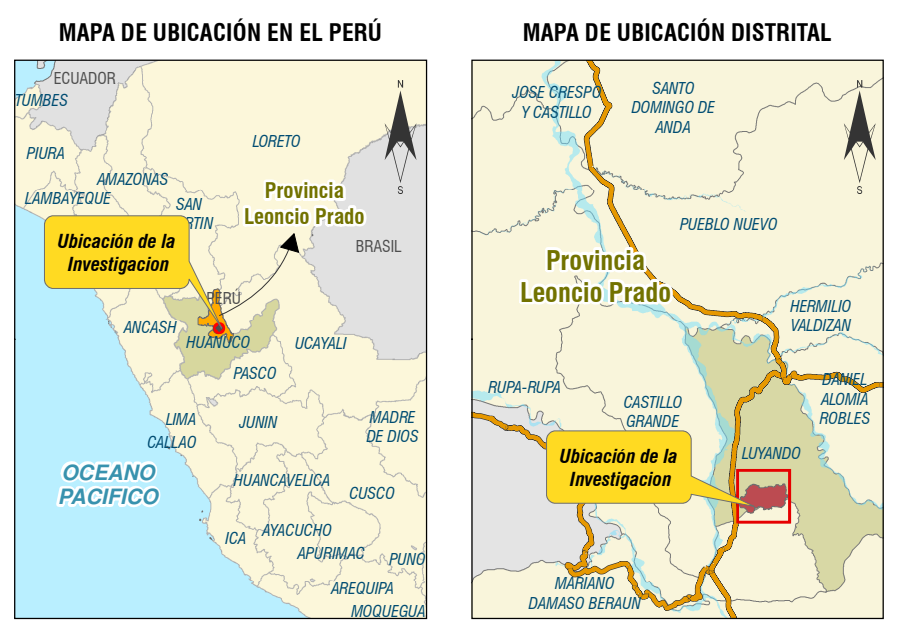 MAPA DE UBICACIÓN EN EL PERÚ
ECUADOR
TUMBES
N
S
LORETO
PIURA
AMAZONAS
LAMBAYEQUE
SAN
RTIN
Provincia
Leoncio Prado
Ubicación de la
Investigacion
BRASIL
PERÚ
ANCASH
HUANUCO
UCAYALI
PASCO
LIMA
JUNIN
MADRE
DE DIOS
CALLAO
OCEANO
PACIFICO
HUANCAVELICA
CUSCO
ICA
AYACUCHO
APURIMAC
PUNO
AREQUIPA
MOQUEGUA
MAPA DE UBICACIÓN DISTRITAL
JOSE CRESPO
Y CASTILLO
SANTO
DOMINGO DE
ANDA
N
S
PUEBLO NUEVO
Provincia
Leoncio Prado
HERMILIO
VALDIZAN
RUPA-RUPA
CASTILLO
GRANDE
DANIEL
ALOMIA
ROBLES
LUYANDO
Ubicación de la
Investigacion
MARIANO
DAMASO BERAUN